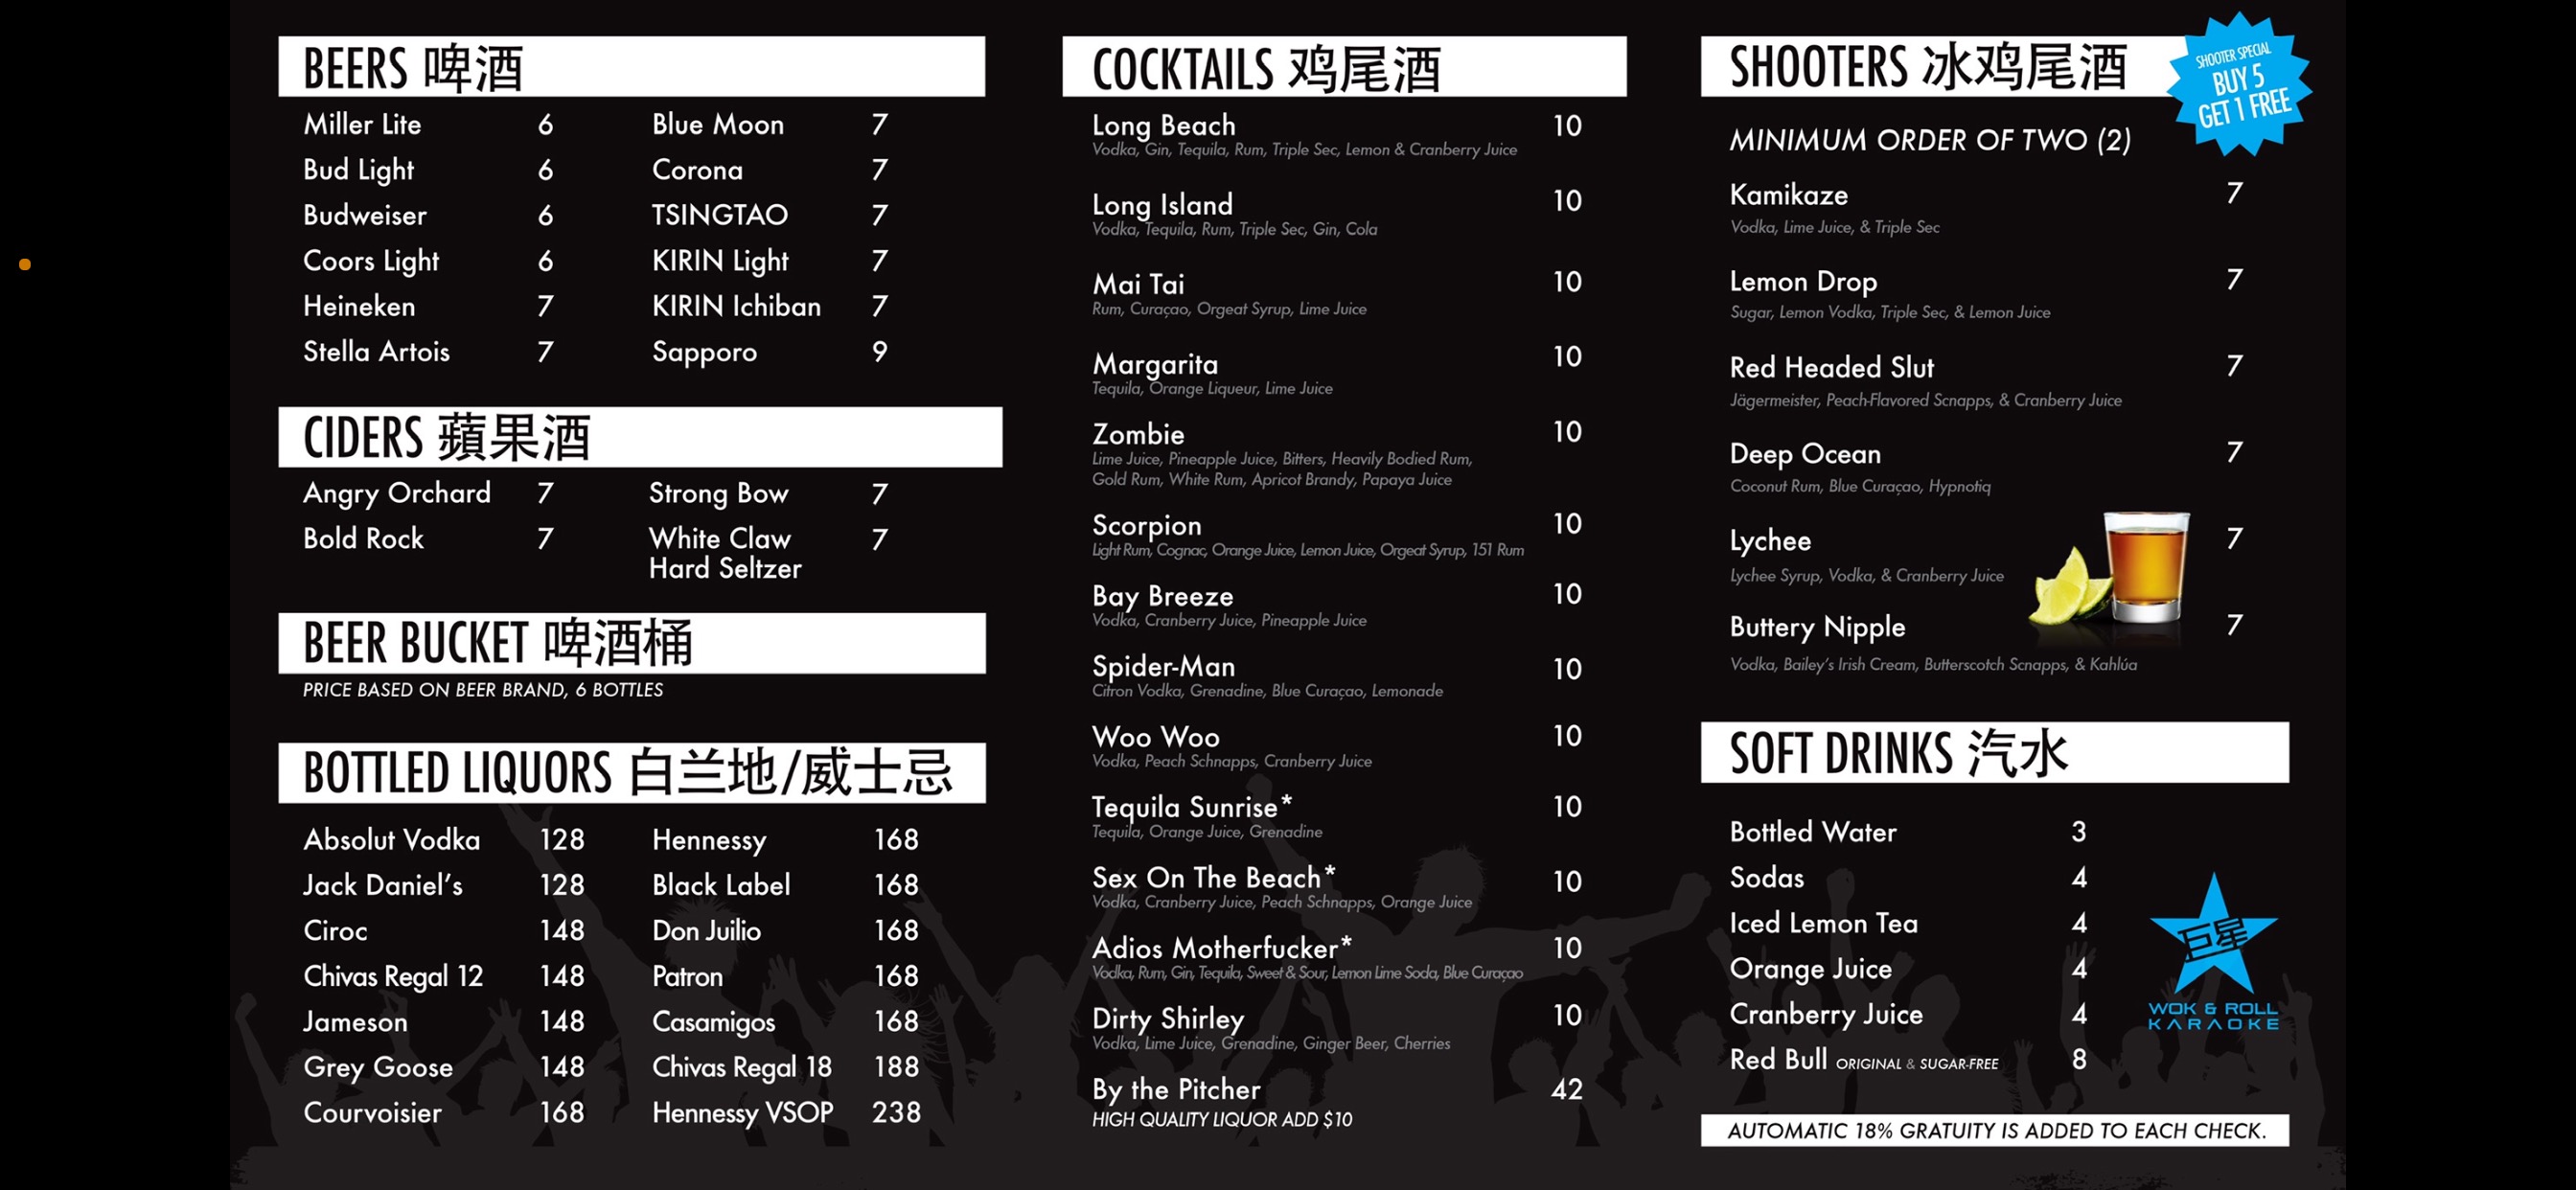 BEERS 啤酒
Miller Lite 6 Blue Moon 7
Bud Light 6 Corona 7
Budweiser 6 TSINGTAO 7
Coors Light 6 KIRIN Light 7
Heineken 7 KIRIN Ichiban 7
Stella Artois 7 Sapporo 9
CIDERS 蘋果酒
Angry Orchard 7 Strong Bow 7
Bold Rock 7 White Claw 7
Hard Seltzer
BEER BUCKET 啤酒桶
PRICE BASED ON BEER BRAND, 6 BOTTLES
BOTTLED LIQUORS 白兰地/威士忌
Absolut Vodka 128 Hennessy 168
Jack Daniel's 128 Black Label 168
Ciroc 148 Don Juilio 168
Chivas Regal 12 148 Patron 168
Jameson 148 Casamigos 168
Grey Goose 148 Chivas Regal 18 188
Courvoisier 168 Hennessy VSOP 238
COCKTAILS 鸡尾酒
Long Beach 10
Vodka, Gin, Tequila, Rum, Triple Sec, Lemon & Cranberry Juice
Long Island 10
Vodka, Tequila, Rum, Triple Sec, Gin, Cola
Mai Tai 10
Rum, Curaçao, Orgeat Syrup, Lime Juice
Margarita 10
Tequila, Orange Liqueur, Lime Juice
Zombie 10
Lime Juice, Pineapple Juice, Bitters, Heavily Bodied Rum,
Gold Rum, White Rum, Apricot Brandy, Papaya Juice
Scorpion 10
Light Rum, Cognac, Orange Juice, Lemon Juice, Orgeat Syrup, 151 Rum
Bay Breeze 10
Vodka, Cranberry Juice, Pineapple Juice
Spider-Man 10
Citron Vodka, Grenadine, Blue Curaçao, Lemonade
Woo Woo 10
Vodka, Peach Schnapps, Cranberry Juice
Tequila Sunrise* 10
Tequila, Orange Juice, Grenadine
Sex On The Beach* 10
Vodka, Cranberry Juice, Peach Schnapps, Orange Juice
Adios Motherfucker* 10
Vodka, Rum, Gin, Tequila, Sweet & Sour, Lemon Lime Soda, Blue Curaçao
Dirty Shirley 10
Vodka, Lime Juice, Grenadine, Ginger Beer, Cherries
By the Pitcher 42
HIGH QUALITY LIQUOR ADD $10
SHOOTERS 冰鸡尾酒
SHOOTER SPECIAL
BUY 5
GET 1 FREE
MINIMUM ORDER OF TWO (2)
Kamikaze 7
Vodka, Lime Juice, & Triple Sec
Lemon Drop 7
Sugar, Lemon Vodka, Triple Sec, & Lemon Juice
Red Headed Slut 7
Jägermeister, Peach-Flavored Scnapps, & Cranberry Juice
Deep Ocean 7
Coconut Rum, Blue Curaçao, Hypnotiq
Lychee 7
Lychee Syrup, Vodka, & Cranberry Juice
Buttery Nipple 7
Vodka, Bailey's Irish Cream, Butterscotch Scnapps, & Kahlúa
SOFT DRINKS 汽水
Bottled Water 3
Sodas 4
Iced Lemon Tea 4
Orange Juice 4
Cranberry Juice 4
Red Bull ORIGINAL & SUGAR-FREE 8
巨星
WOK & ROLL
KARAOKE
AUTOMATIC 18% GRATUITY IS ADDED TO EACH CHECK.